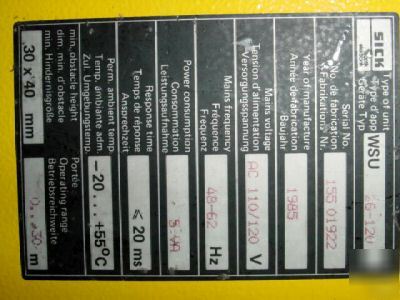 SICK
Type of unit
Type d'app
Geräte Typ
WSU
26-120
Serial No.
No. de fabrication
Fabrikations Nr.
155 01922
Year of manufacture
Année de fabrication
Baujahr
1985
Mains voltage
Tension d'alimentation
Versorgungsspannung
AC 110/120 V
Mains frequency
Fréquence
Frequenz
48-62 Hz
Power consumption
Consommation
Leistungsaufnahme
Response time
Temps de réponse
Ansprechzeit
≤ 20 ms
Perm. ambient temp.
Temp. ambiante adm.
Zul. Umgebungstemp.
-20... +55°C
min. obstacle height
dim. min. d'obstacle
min. Hindernisgröße
30 x 40 mm
Operating range
Portée
Betriebsreichweite
m